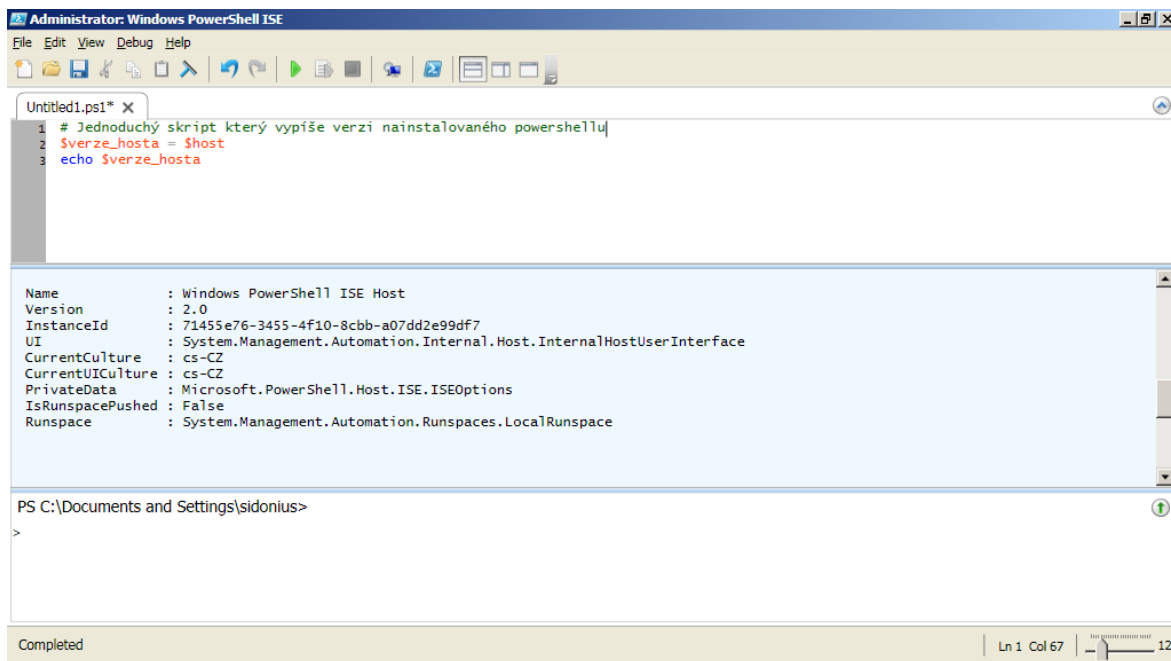 Administrator: Windows PowerShell ISE
File Edit View Debug Help
Untitled1.ps1* X
1 # Jednoduchý skript který vypíše verzi nainstalovaného powershellu
2 $verze_hosta = $host
3 echo $verze_hosta
Name : Windows PowerShell ISE Host
Version : 2.0
InstanceId : 71455e76-3455-4f10-8cbb-a07dd2e99df7
UI : System.Management.Automation.Internal.Host.InternalHostUserInterface
CurrentCulture : cs-CZ
CurrentUICulture : cs-CZ
PrivateData : Microsoft.PowerShell.Host.ISE.ISEOptions
IsRunspacePushed : False
Runspace : System.Management.Automation.Runspaces.LocalRunspace
PS C:\Documents and Settings\sidonius>
>
Completed Ln 1 Col 67 12